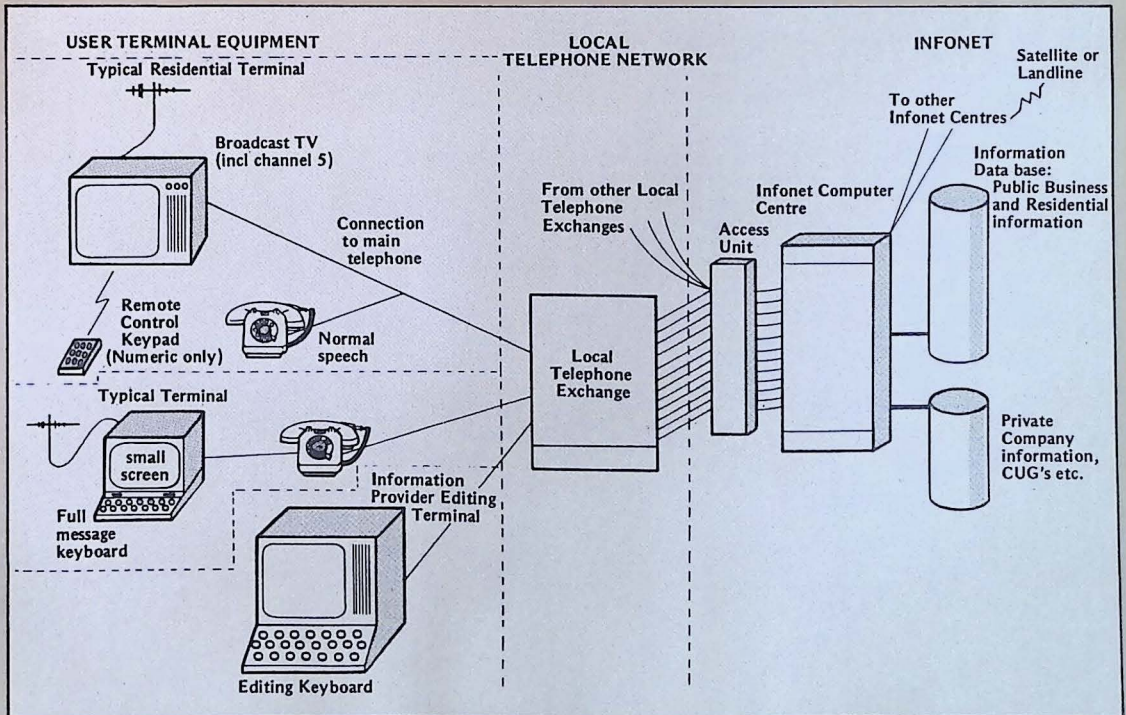 USER TERMINAL EQUIPMENT
Typical Residential Terminal
Broadcast TV
(incl channel 5)
Connection
to main
telephone
Remote
Control
Keypad
(Numeric only)
Normal
speech
Typical Terminal
small
screen
Full
message
keyboard
Information
Provider Editing
Terminal
Editing Keyboard
LOCAL
TELEPHONE NETWORK
From other Local
Telephone
Exchanges
Local
Telephone
Exchange
INFONET
Satellite or
Landline
To other
Infonet Centres
Access
Unit
Infonet Computer
Centre
Information
Data base:
Public Business
and Residential
information
Private
Company
information,
CUG's etc.